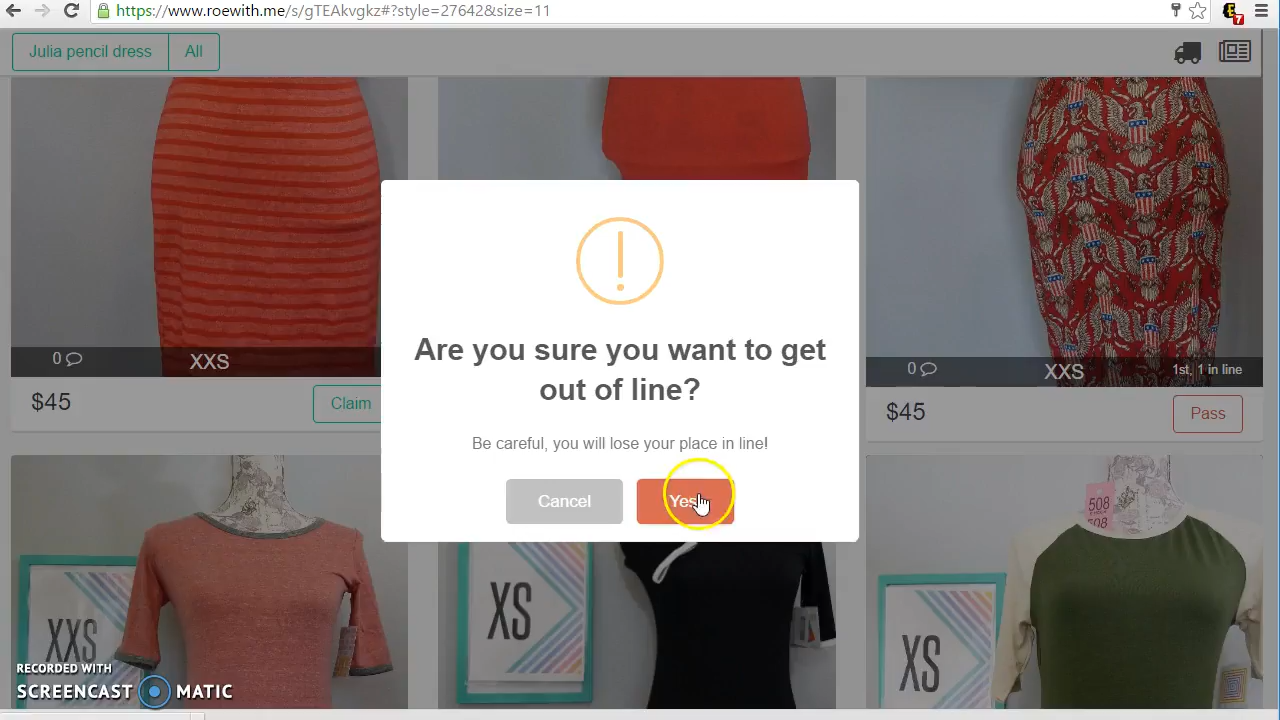 https://www.roewith.me/s/gTEAkvgkz#?style=27642&size=11
7
Julia pencil dress
All
0
XXS
0
XXS
1st, 1 in line
$45
Claim
$45
Pass
Are you sure you want to get
out of line?
Be careful, you will lose your place in line!
Cancel
Yes
508
508
XXS
XS
XS
RECORDED WITH
SCREENCAST MATIC